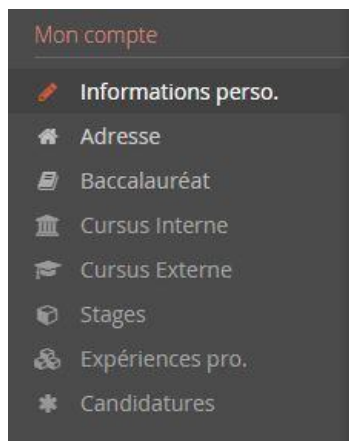 Mon compte
Informations perso.
Adresse
Baccalauréat
Cursus Interne
Cursus Externe
Stages
Expériences pro.
Candidatures